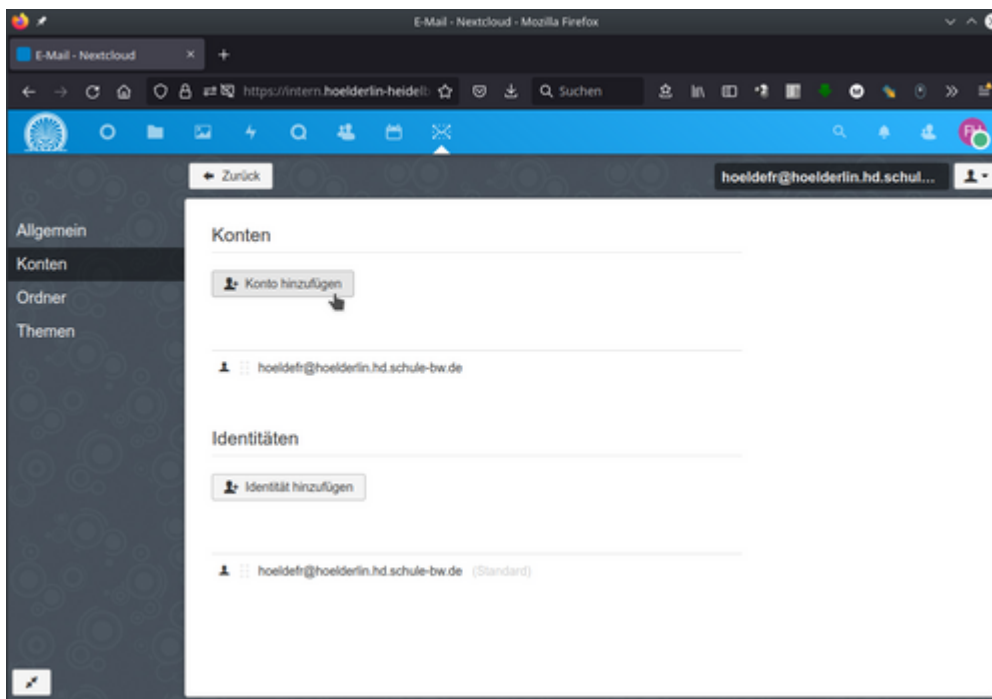 E-Mail - Nextcloud - Mozilla Firefox
E-Mail - Nextcloud
https://intern.hoelderlin-heidelb
Suchen
Zurück
hoeldefr@hoelderlin.hd.schul...
Allgemein
Konten
Ordner
Themen
Konten
Konto hinzufügen
hoeldefr@hoelderlin.hd.schule-bw.de
Identitäten
Identität hinzufügen
hoeldefr@hoelderlin.hd.schule-bw.de (Standard)